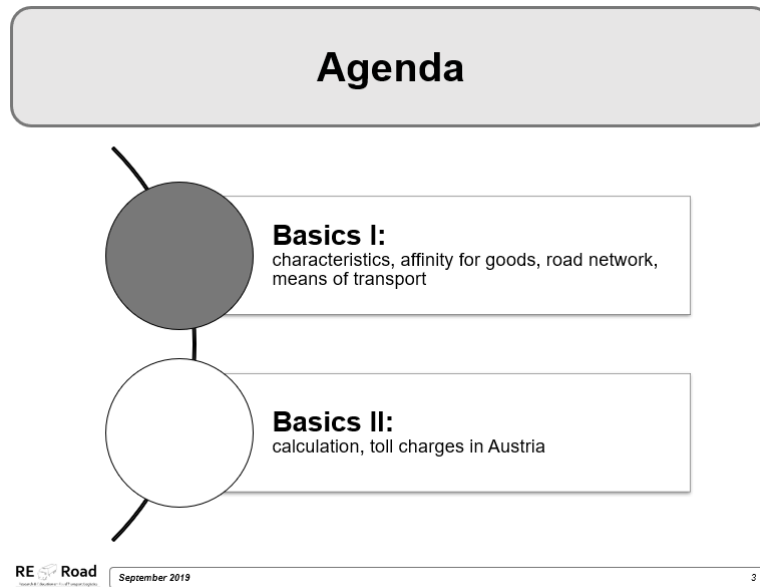 Agenda
Basics I:
characteristics, affinity for goods, road network,
means of transport
Basics II:
calculation, toll charges in Austria
RE Road
September 2019
3